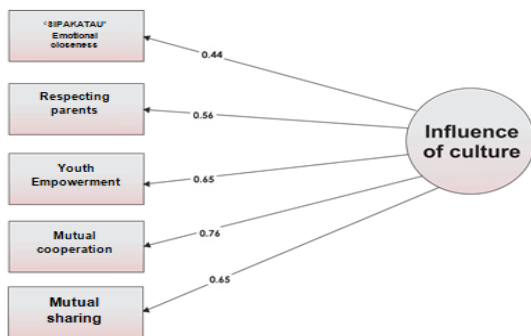 "SIPAKATAU"
Emotional
closeness
0.44
Respecting
parents
0.56
Influence
of culture
Youth
Empowerment
0.65
Mutual
cooperation
0.76
Mutual
sharing
0.65